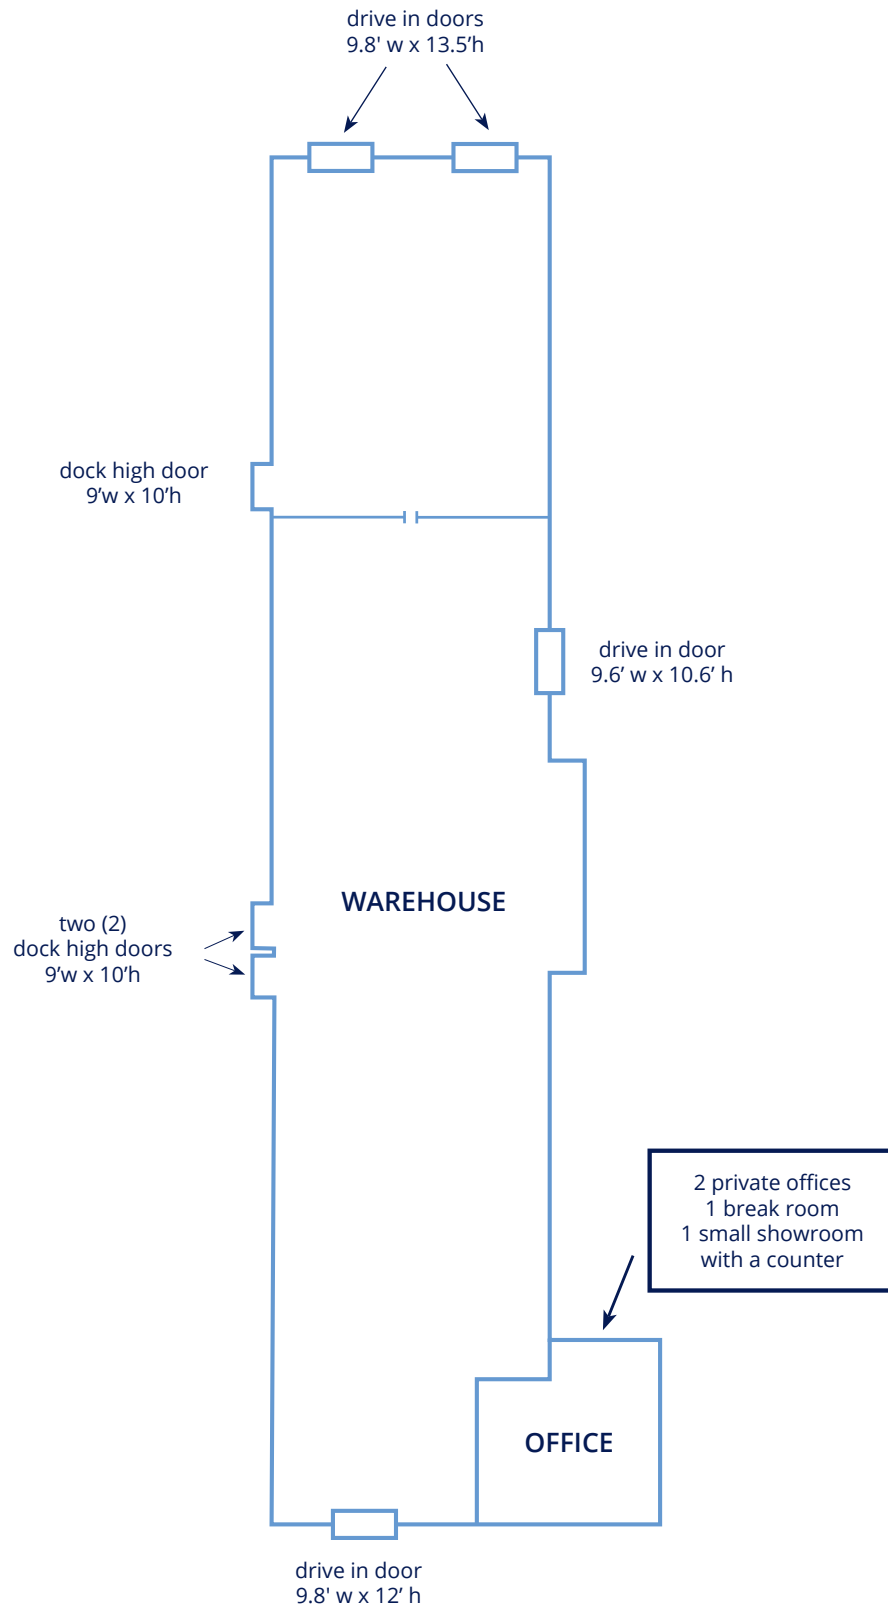 drive in doors
9.8' w x 13.5’h
dock high door
9’w x 10’h
drive in door
9.6’ w x 10.6’ h
WAREHOUSE
two (2)
dock high doors
9’w x 10’h
2 private offices
1 break room
1 small showroom
with a counter
OFFICE
drive in door
9.8' w x 12’ h